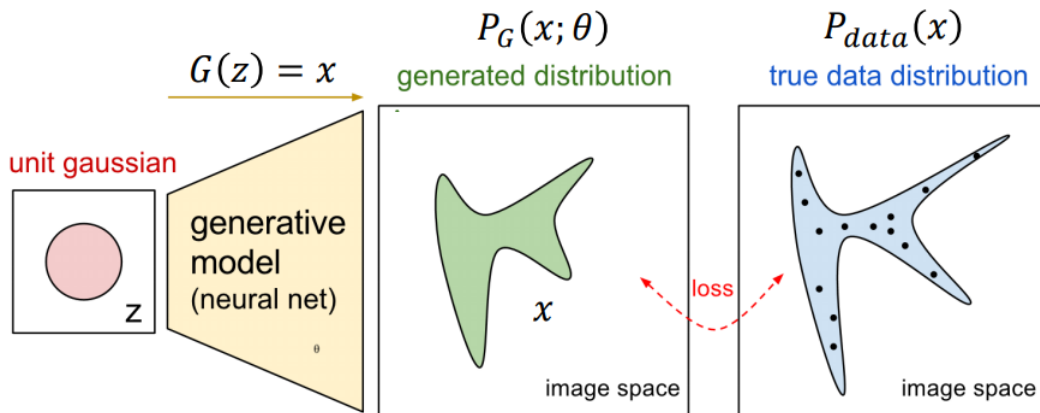 unit gaussian
z
G(z) = x
generative
model
(neural net)
θ
P_G(x; θ)
generated distribution
x
image space
loss
P_data(x)
true data distribution
image space